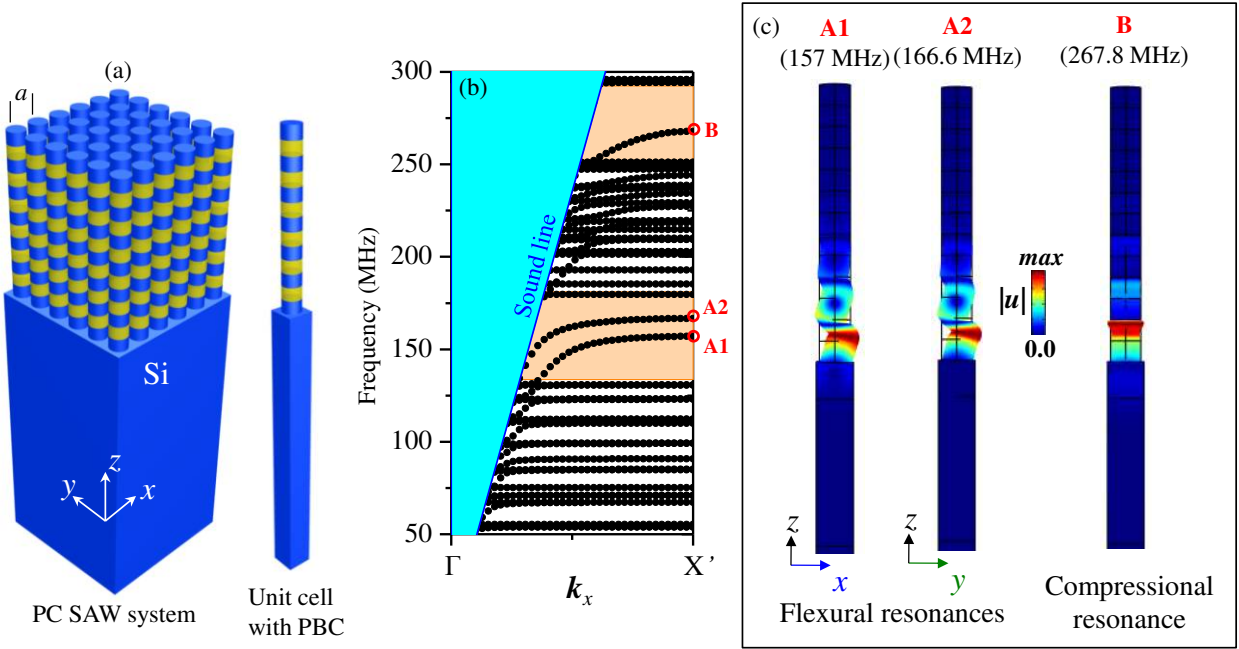 (a)
a
Si
z
y
x
PC SAW system
Unit cell
with PBC
(b)
300
250
200
150
100
50
Frequency (MHz)
Sound line
B
A2
A1
Γ
X'
kx
(c)
A1
A2
B
(157 MHz)
(166.6 MHz)
(267.8 MHz)
max
|u|
0.0
z
x
z
y
Flexural resonances
Compressional
resonance